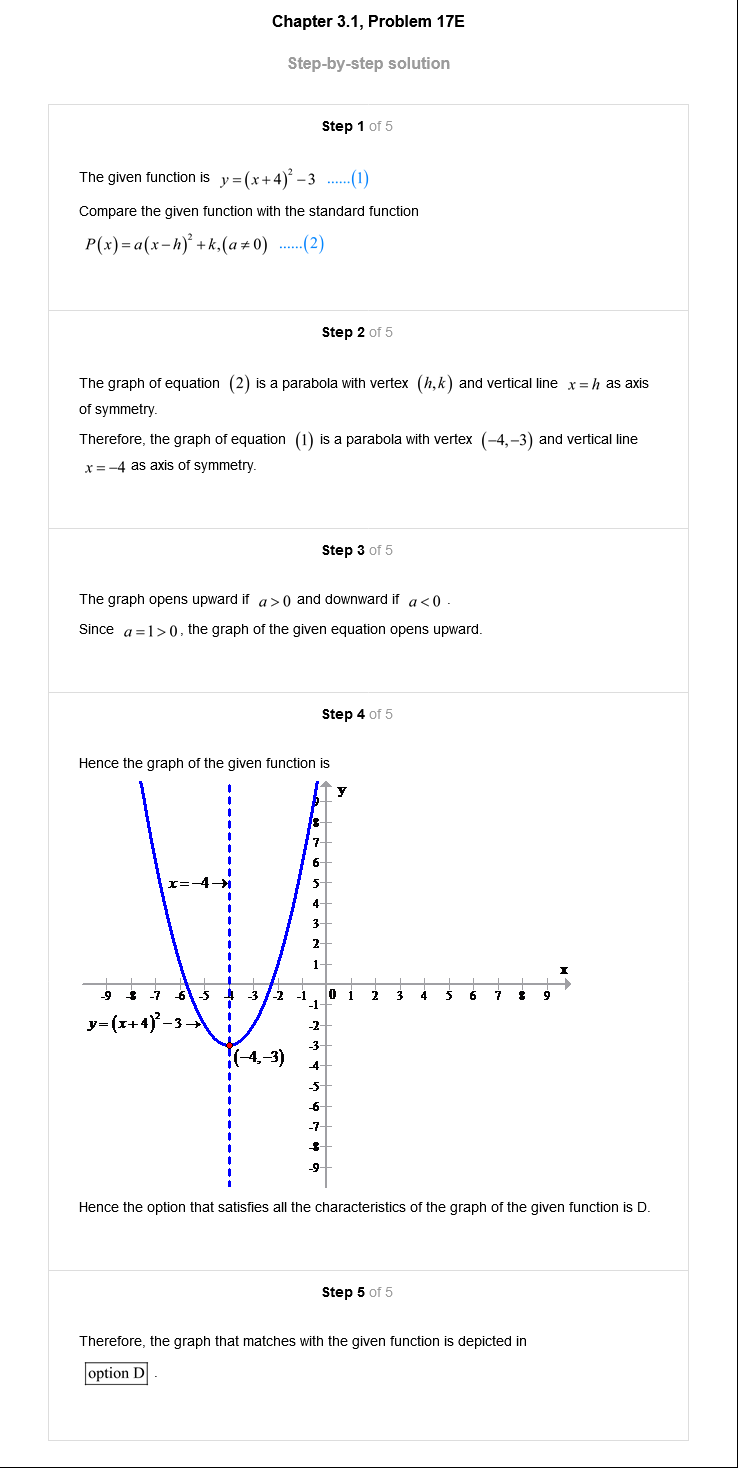 Chapter 3.1, Problem 17E
Step-by-step solution
Step 1 of 5
The given function is y=(x+4)²−3 ......(1)
Compare the given function with the standard function
P(x)=a(x−h)²+k,(a≠0) ......(2)
Step 2 of 5
The graph of equation (2) is a parabola with vertex (h,k) and vertical line x=h as axis
of symmetry.
Therefore, the graph of equation (1) is a parabola with vertex (−4,−3) and vertical line
x=−4 as axis of symmetry.
Step 3 of 5
The graph opens upward if a>0 and downward if a<0 .
Since a=1>0, the graph of the given equation opens upward.
Step 4 of 5
Hence the graph of the given function is
y
9
8
7
6
x=−4→ 5
4
3
2
1
x
-9 -8 -7 -6 -5 -4 -3 -2 -1 0 1 2 3 4 5 6 7 8 9
-1
y=(x+4)²−3→ -2
-3
(−4,−3)
-4
-5
-6
-7
-8
-9
Hence the option that satisfies all the characteristics of the graph of the given function is D.
Step 5 of 5
Therefore, the graph that matches with the given function is depicted in
option D .